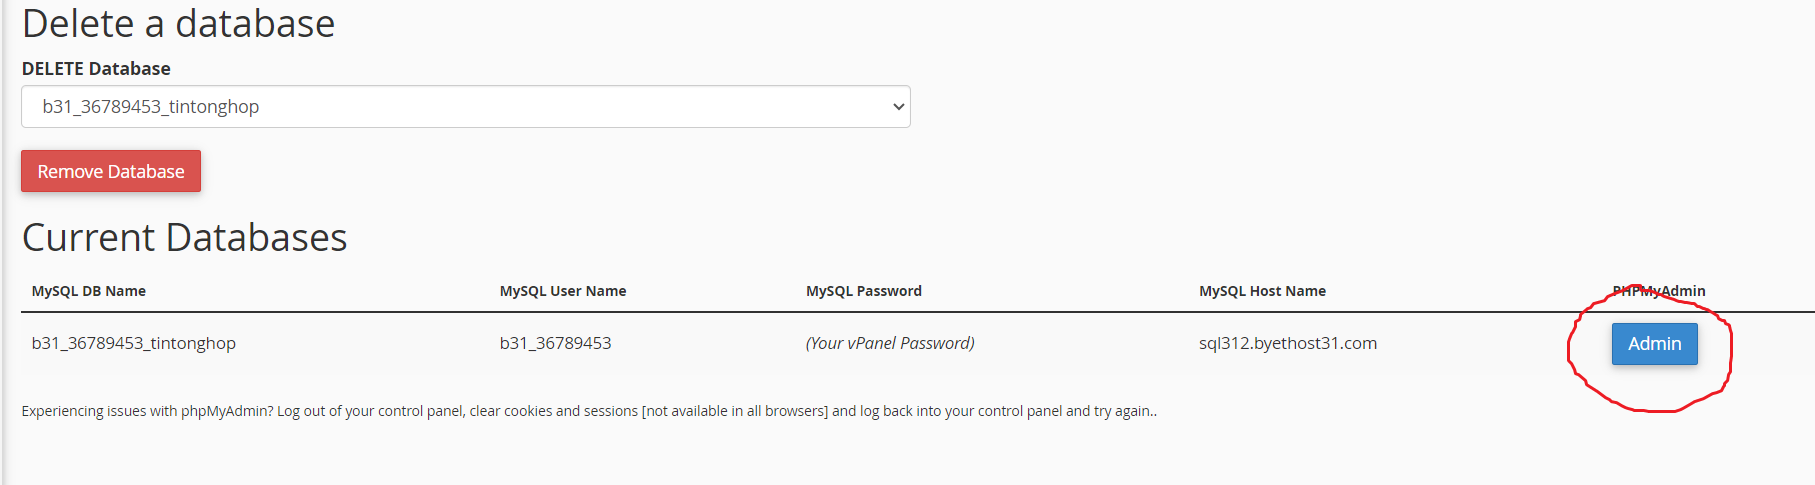 Delete a database
DELETE Database
b31_36789453_tintonghop
Remove Database
Current Databases
MySQL DB Name MySQL User Name MySQL Password MySQL Host Name PHPMyAdmin
b31_36789453_tintonghop b31_36789453 (Your vPanel Password) sql312.byethost31.com Admin
Experiencing issues with phpMyAdmin? Log out of your control panel, clear cookies and sessions [not available in all browsers] and log back into your control panel and try again..